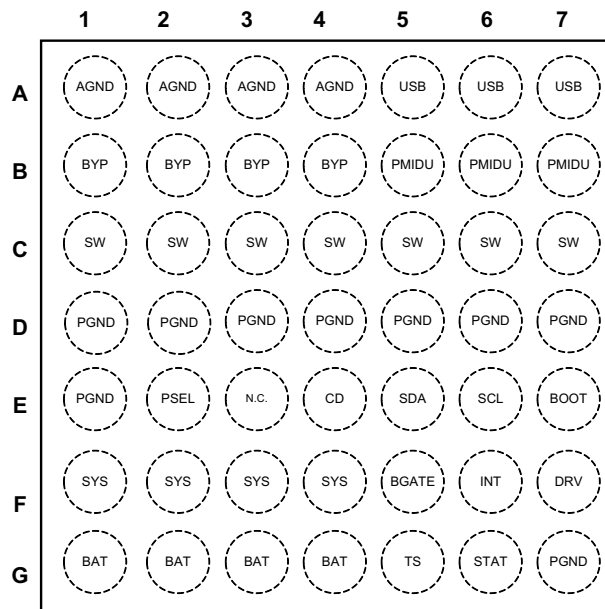 1 2 3 4 5 6 7
A AGND AGND AGND AGND USB USB USB
B BYP BYP BYP BYP PMIDU PMIDU PMIDU
C SW SW SW SW SW SW SW
D PGND PGND PGND PGND PGND PGND PGND
E PGND PSEL N.C. CD SDA SCL BOOT
F SYS SYS SYS SYS BGATE INT DRV
G BAT BAT BAT BAT TS STAT PGND